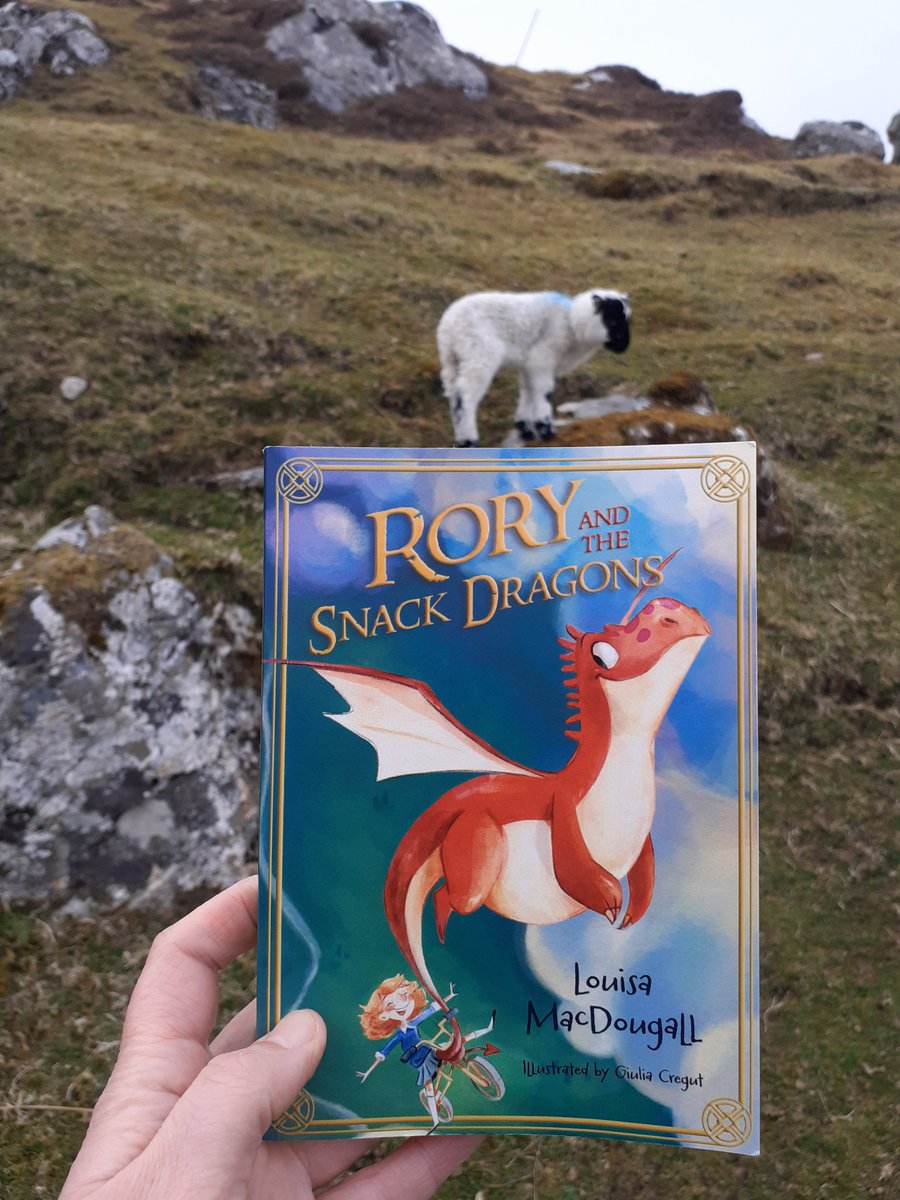 RORY AND
THE
SNACK DRAGONS
LOUISA
MACDOUGALL
ILLUSTRATED by Giulia Cregut